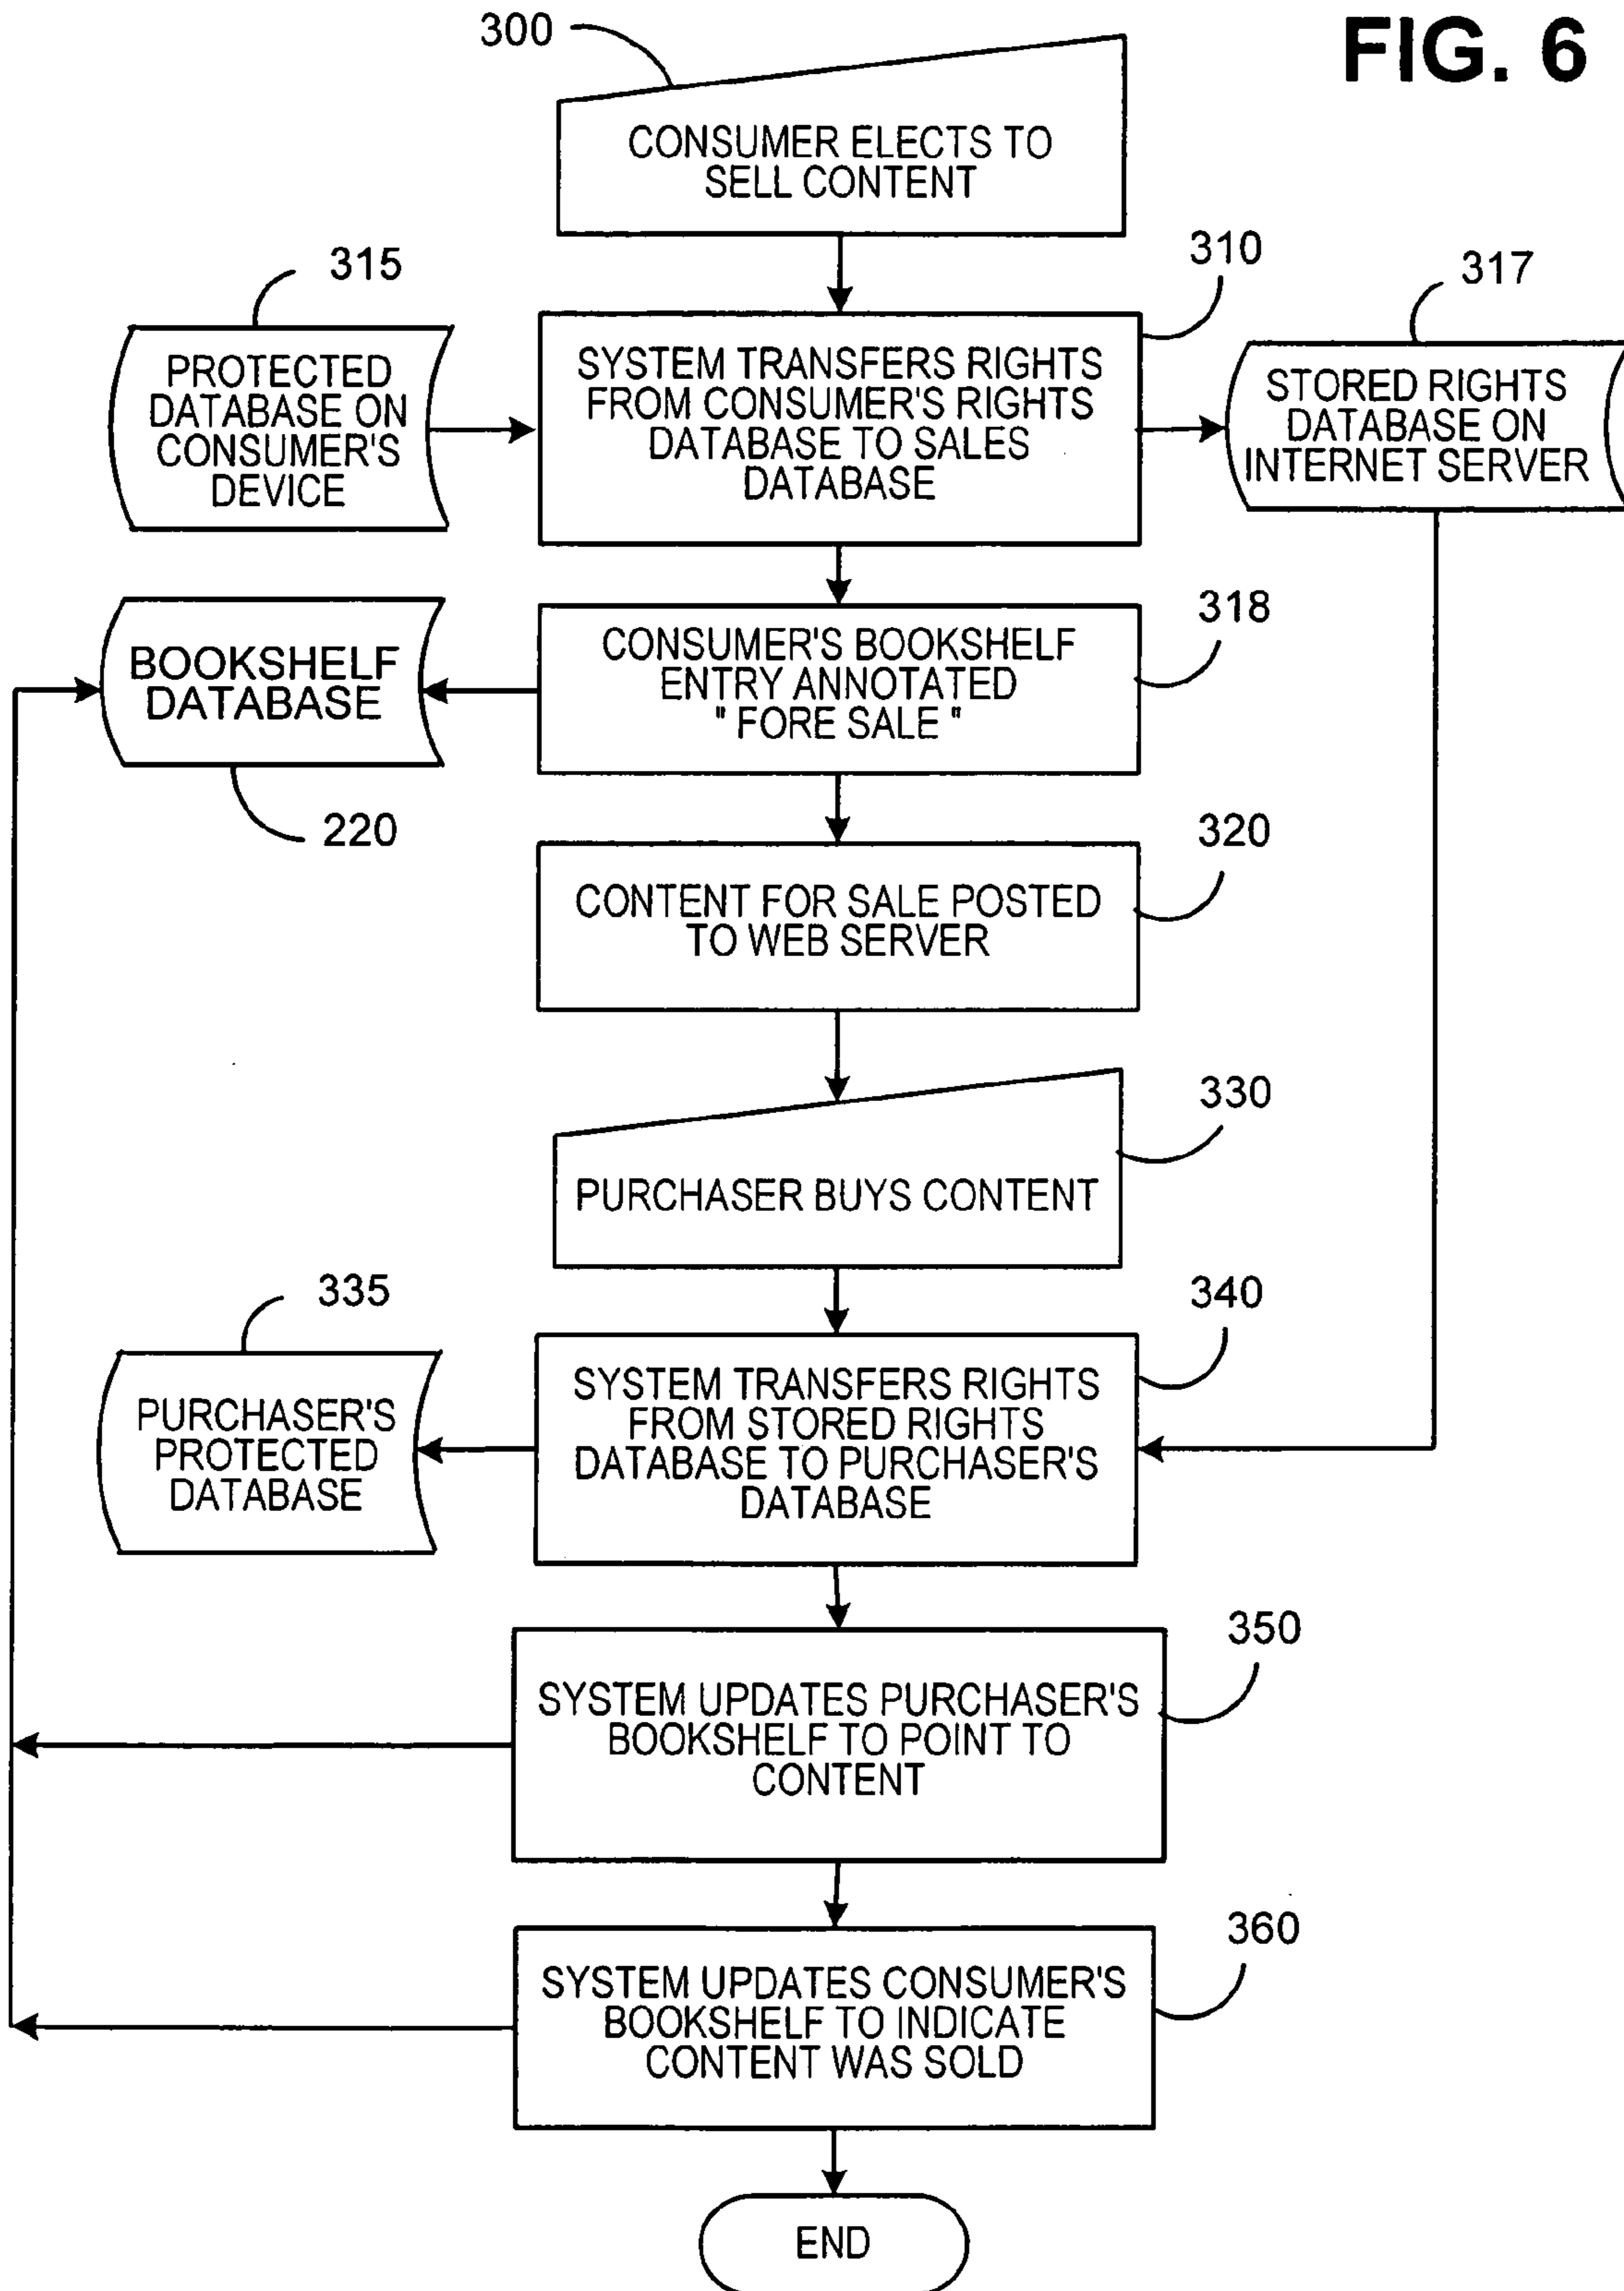 FIG. 6
300
CONSUMER ELECTS TO
SELL CONTENT
315
310
317
PROTECTED
DATABASE ON
CONSUMER'S
DEVICE
SYSTEM TRANSFERS RIGHTS
FROM CONSUMER'S RIGHTS
DATABASE TO SALES
DATABASE
STORED RIGHTS
DATABASE ON
INTERNET SERVER
318
BOOKSHELF
DATABASE
220
CONSUMER'S BOOKSHELF
ENTRY ANNOTATED
" FORE SALE "
320
CONTENT FOR SALE POSTED
TO WEB SERVER
330
PURCHASER BUYS CONTENT
335
340
PURCHASER'S
PROTECTED
DATABASE
SYSTEM TRANSFERS RIGHTS
FROM STORED RIGHTS
DATABASE TO PURCHASER'S
DATABASE
350
SYSTEM UPDATES PURCHASER'S
BOOKSHELF TO POINT TO
CONTENT
360
SYSTEM UPDATES CONSUMER'S
BOOKSHELF TO INDICATE
CONTENT WAS SOLD
END